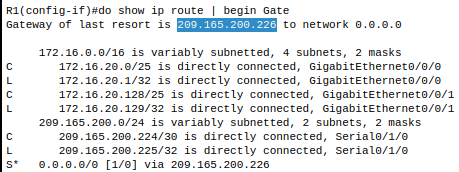 R1(config-if)#do show ip route | begin Gate
Gateway of last resort is 209.165.200.226 to network 0.0.0.0

     172.16.0.0/16 is variably subnetted, 4 subnets, 2 masks
C       172.16.20.0/25 is directly connected, GigabitEthernet0/0/0
L       172.16.20.1/32 is directly connected, GigabitEthernet0/0/0
C       172.16.20.128/25 is directly connected, GigabitEthernet0/0/1
L       172.16.20.129/32 is directly connected, GigabitEthernet0/0/1
     209.165.200.0/24 is variably subnetted, 2 subnets, 2 masks
C       209.165.200.224/30 is directly connected, Serial0/1/0
L       209.165.200.225/32 is directly connected, Serial0/1/0
S*   0.0.0.0/0 [1/0] via 209.165.200.226